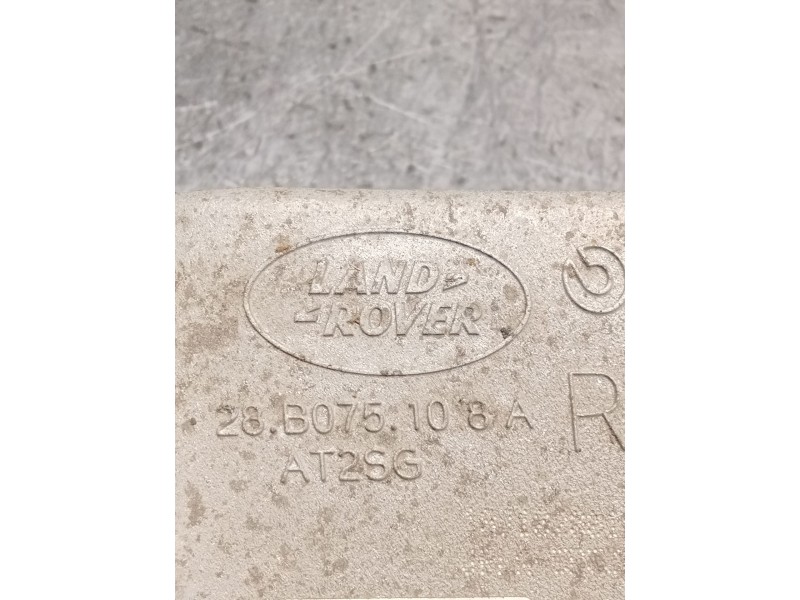 LAND
ROVER
28.B075.10 8 A
AT2SG
R